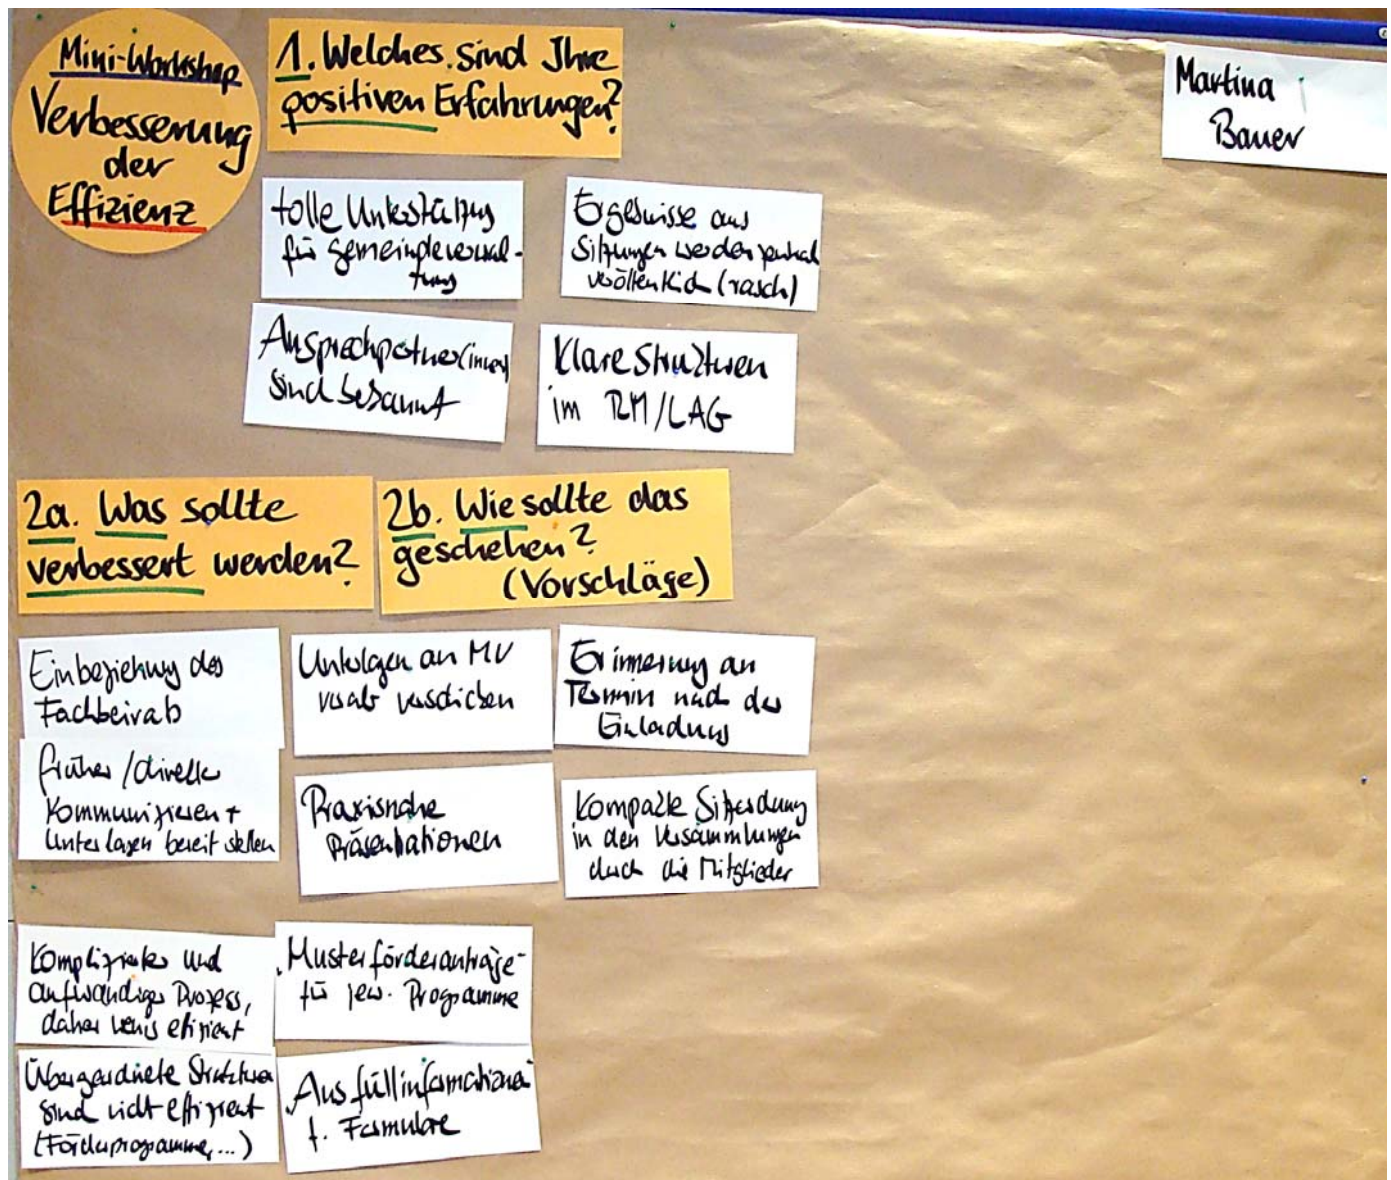 Mini-Workshop
Verbesserung
der
Effizienz
1. Welches sind Ihre
positiven Erfahrungen?
Martina
Bauer
tolle Unterstützung
für Gemeindeverwal-
tung
Ergebnisse aus
Sitzungen werden
veröffentlich (rasch)
Ansprechpartner(innen)
sind bekannt
Klare Strukturen
im RM/LAG
2a. Was sollte
verbessert werden?
2b. Wie sollte das
geschehen?
(Vorschläge)
Einbeziehung des
Fachbeirats
früher/direkte
Kommunizieren +
Unterlagen bereit stellen
Unterlagen an MV
vorab verschicken
Erinnerung an
Termin nach der
Einladung
Praxisnahe
Präsentationen
Kompakte Sitzordnung
in den Versammlungen
durch die Mitglieder
Komplizierter und
aufwändiger Prozess,
daher wenig effizient
"Musterförderanträge"
für jew. Programme
Übergeordnete Strukturen
sind nicht effizient
(Förderprogramme,...)
"Ausfüllinformationen"
f. Formulare